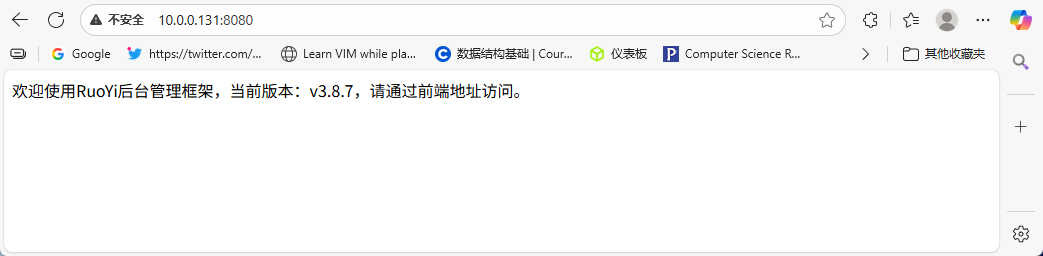 不安全 10.0.0.131:8080
Google https://twitter.com/... Learn VIM while pla... 数据结构基础 | Cour... 仪表板 Computer Science R... 其他收藏夹
欢迎使用RuoYi后台管理框架，当前版本：v3.8.7，请通过前端地址访问。